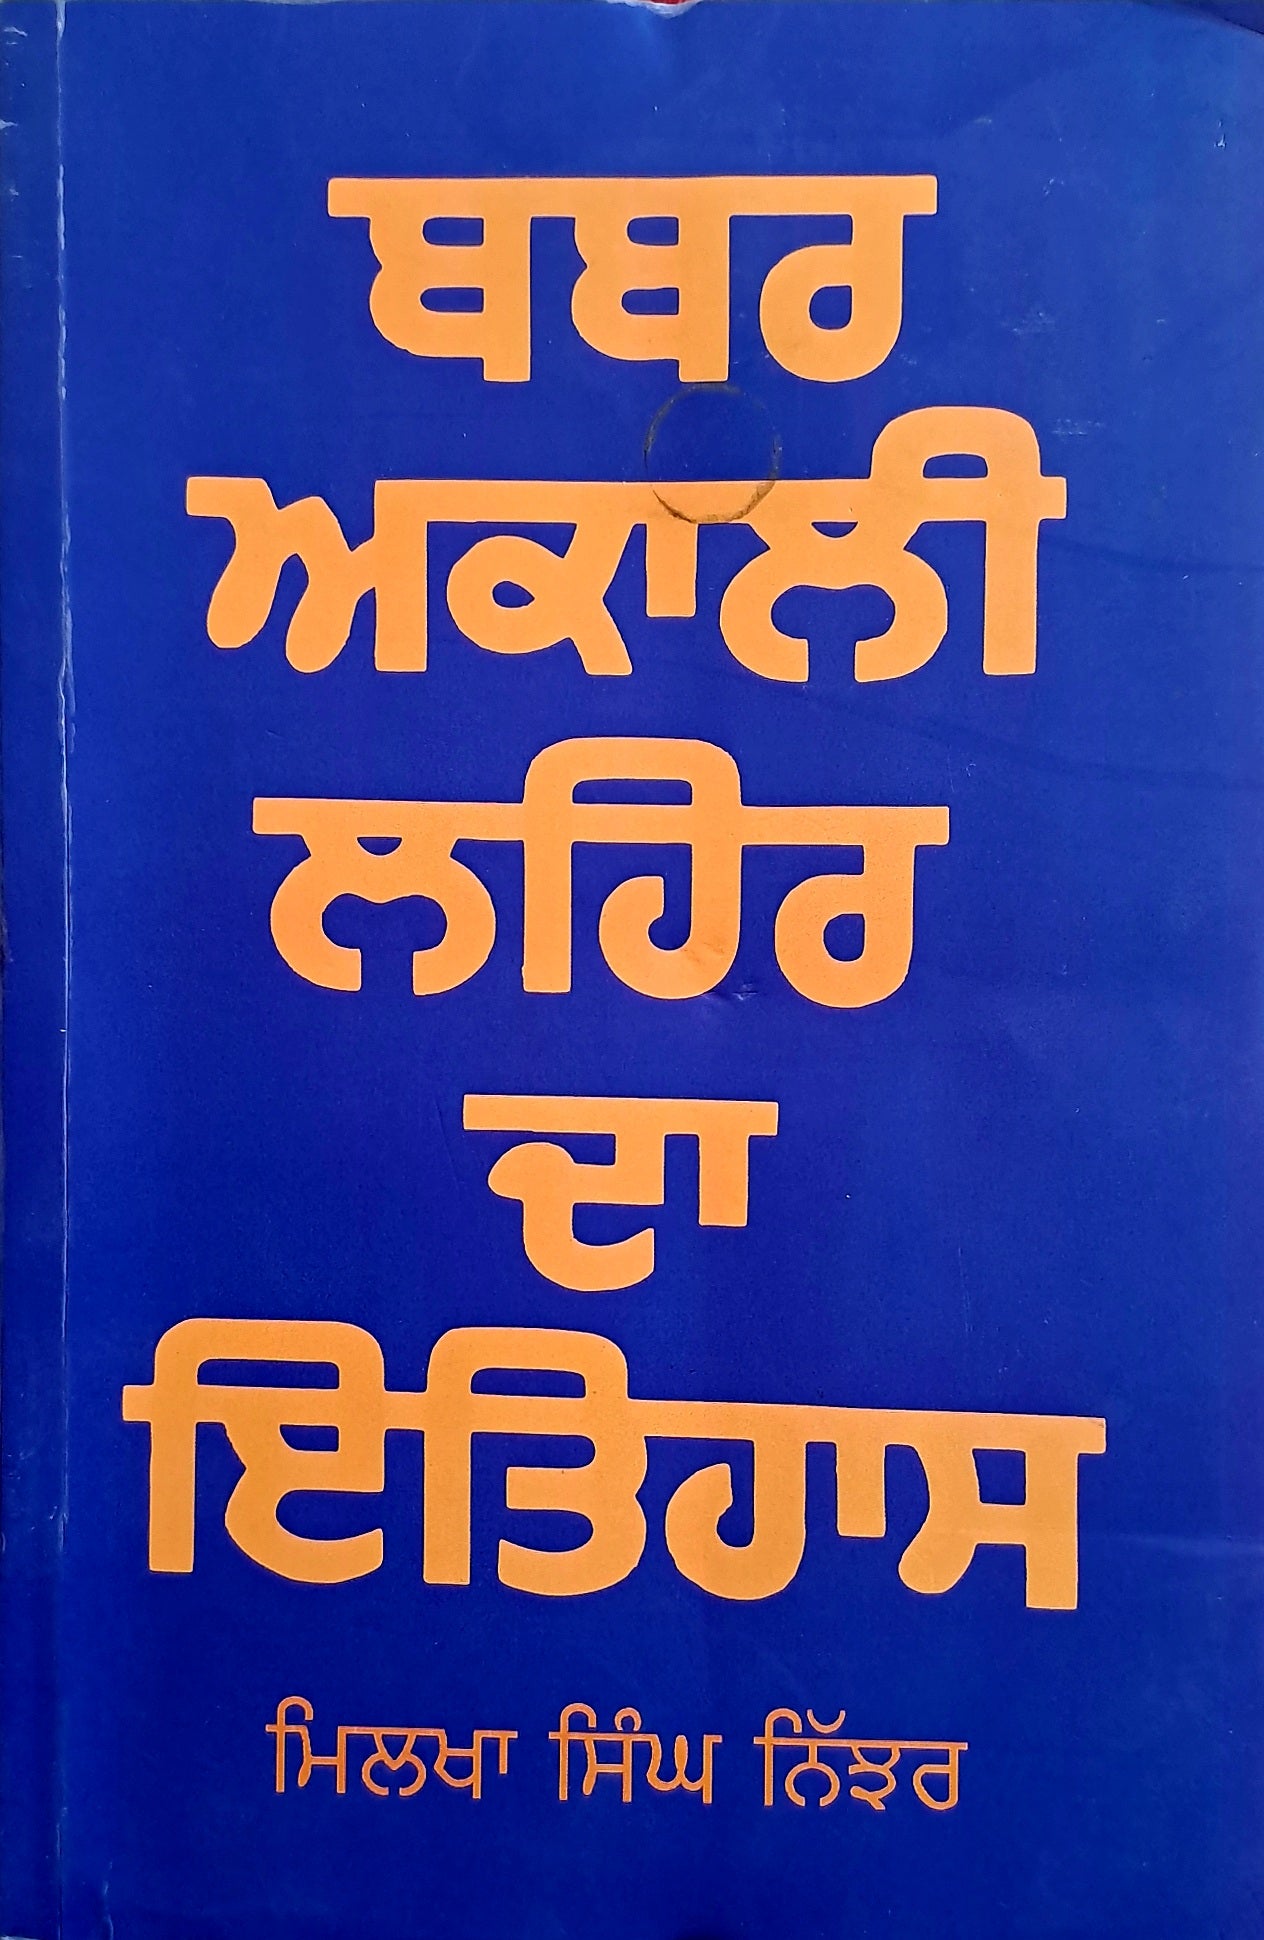 ਬਬਰ
ਅਕਾਲੀ
ਲਹਿਰ
ਦਾ
ਇਤਿਹਾਸ
ਮਿਲਖਾ ਸਿੰਘ ਨਿੱਝਰ